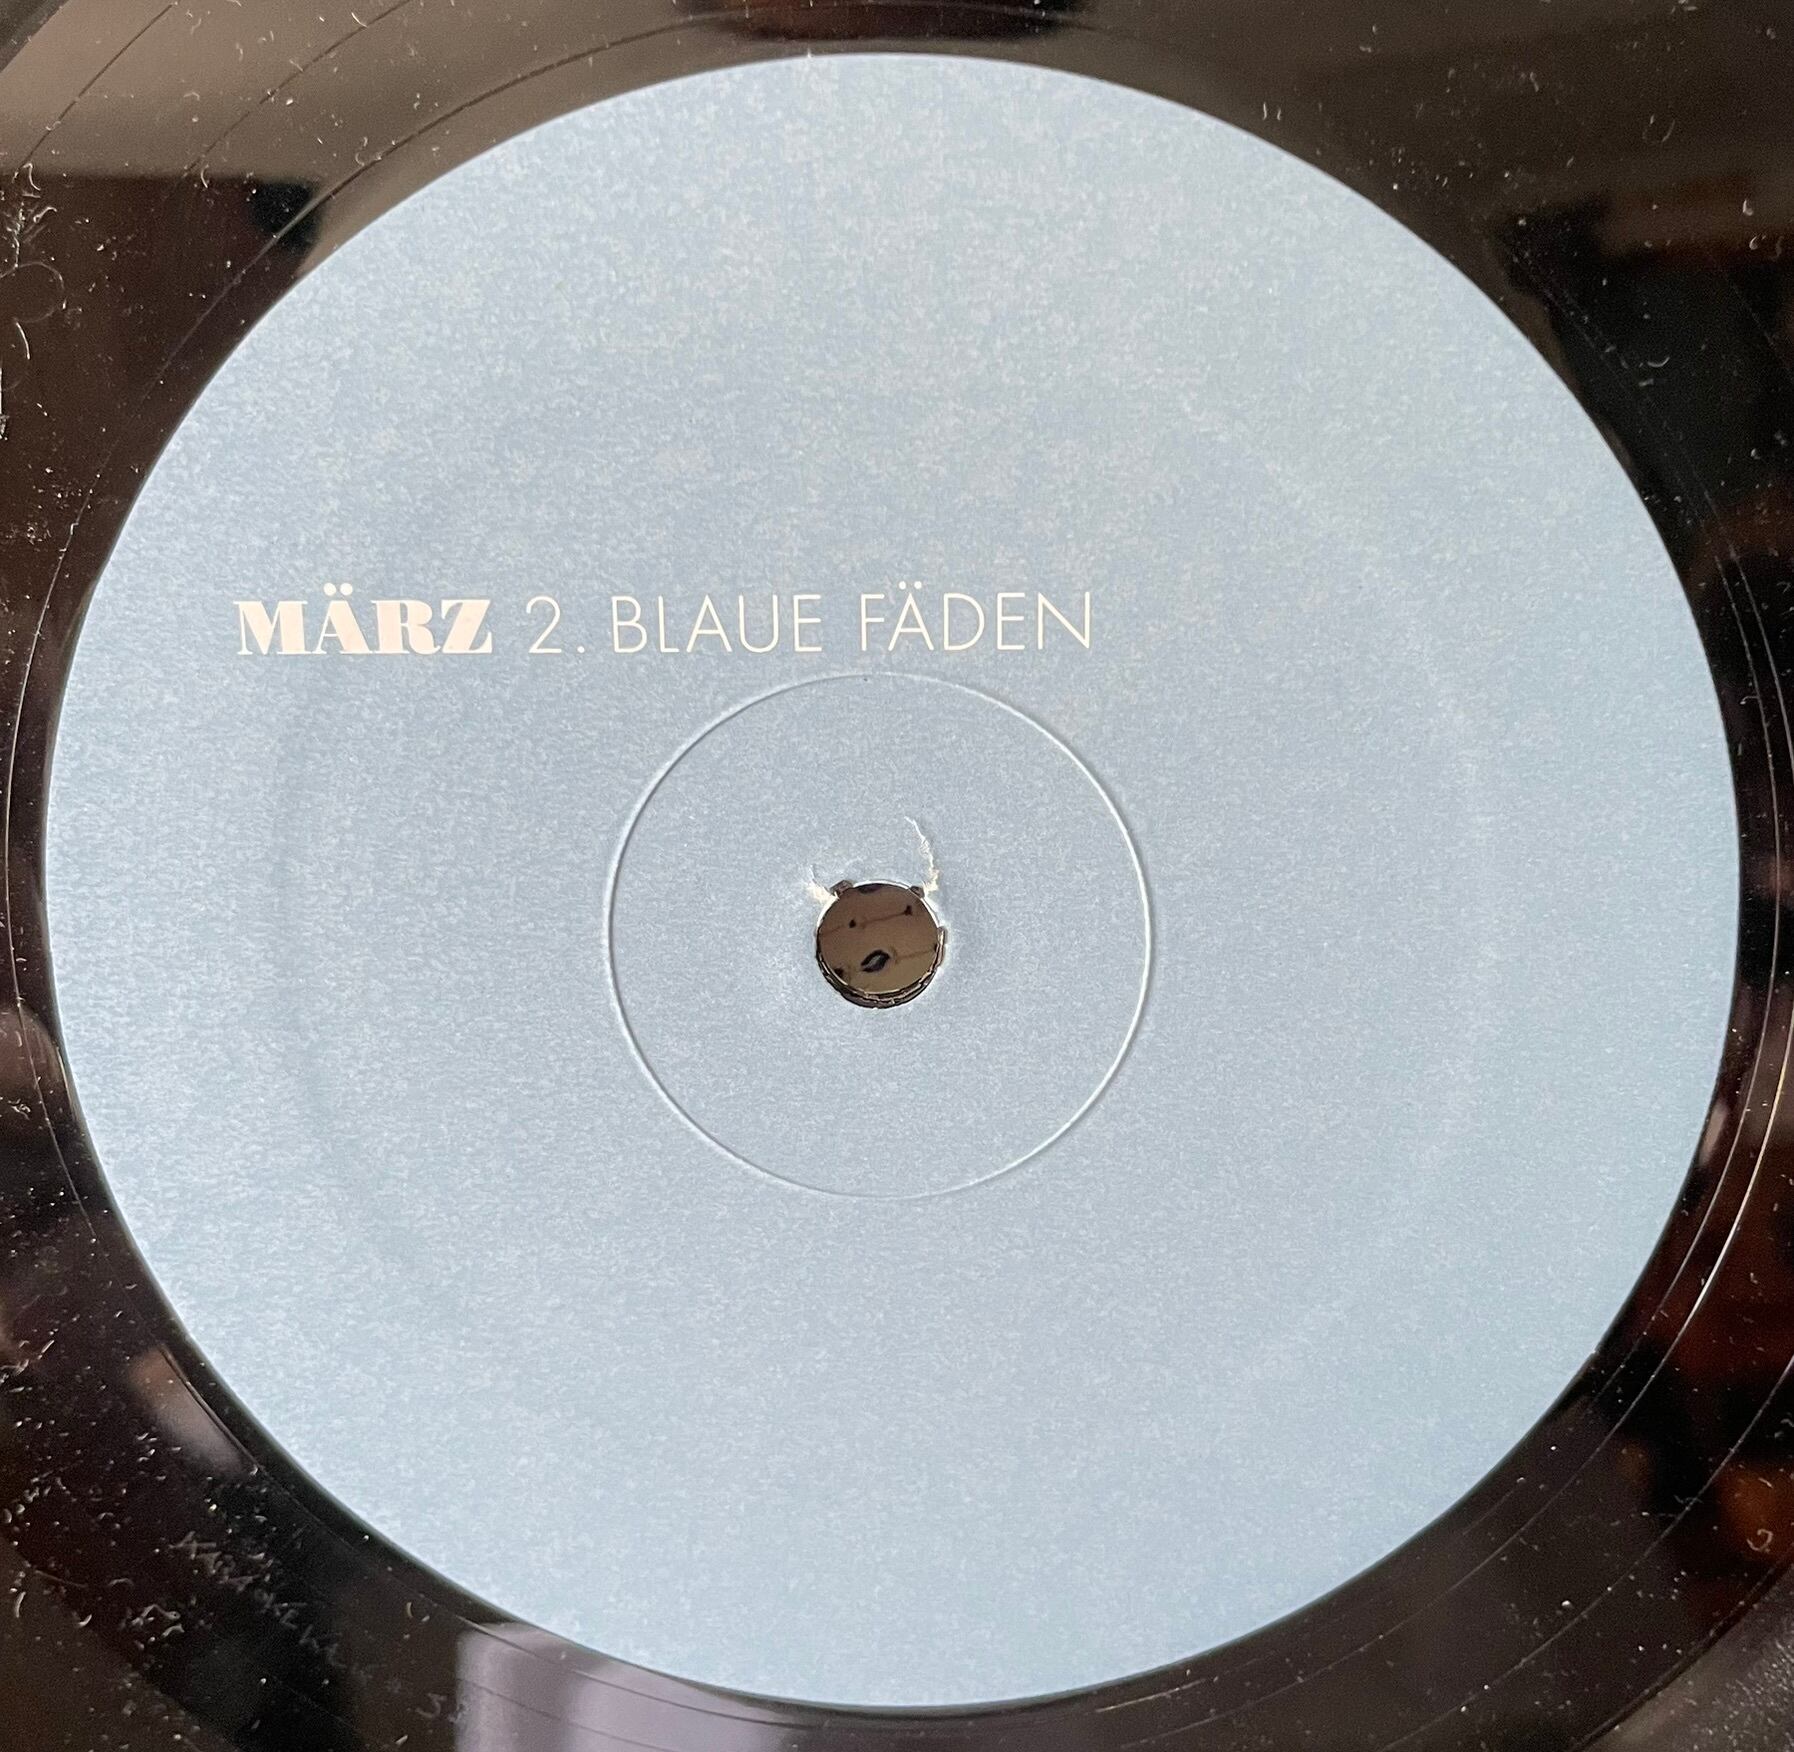 MÄRZ 2. BLAUE FÄDEN